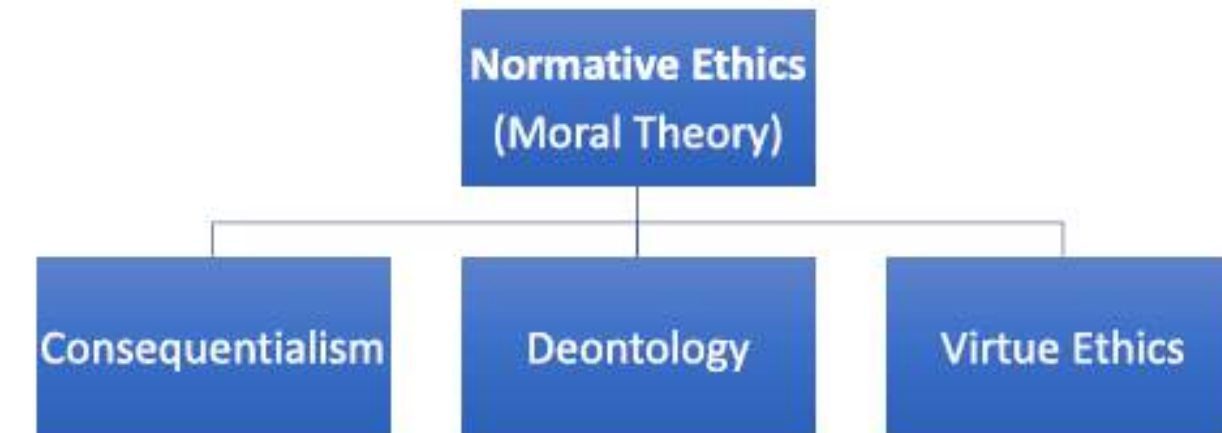 Normative Ethics
(Moral Theory)
Consequentialism
Deontology
Virtue Ethics